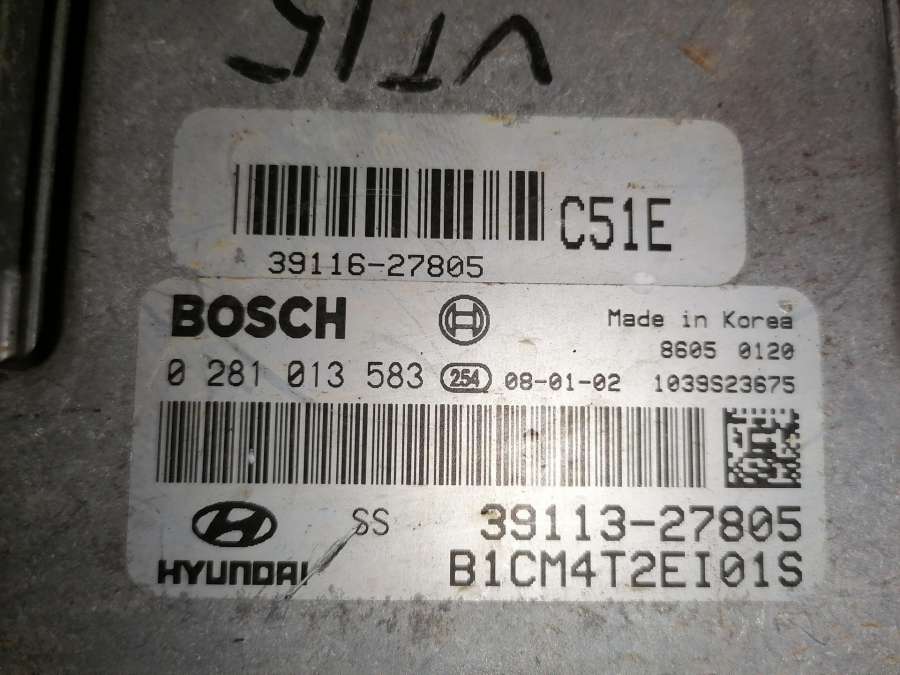 VT15
C51E
A 39116-27805
BOSCH
Made in Korea
8605 0120
0 281 013 583 254 08-01-02 1039S23675
SS 39113-27805
HYUNDAI B1CM4T2EI01S